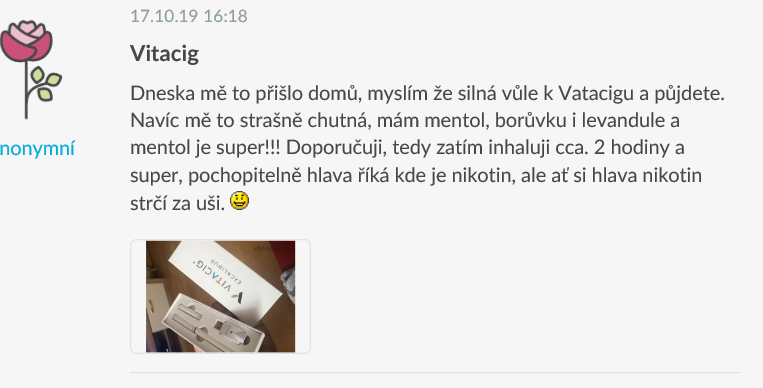 17.10.19 16:18
Vitacig
Dneska mě to přišlo domů, myslím že silná vůle k Vatacigu a půjdete.
Navíc mě to strašně chutná, mám mentol, borůvku i levandule a
nonymní
mentol je super!!! Doporučuji, tedy zatím inhaluji cca. 2 hodiny a
super, pochopitelně hlava říká kde je nikotin, ale ať si hlava nikotin
strčí za uši.
VITACIG
EXCALIBUR